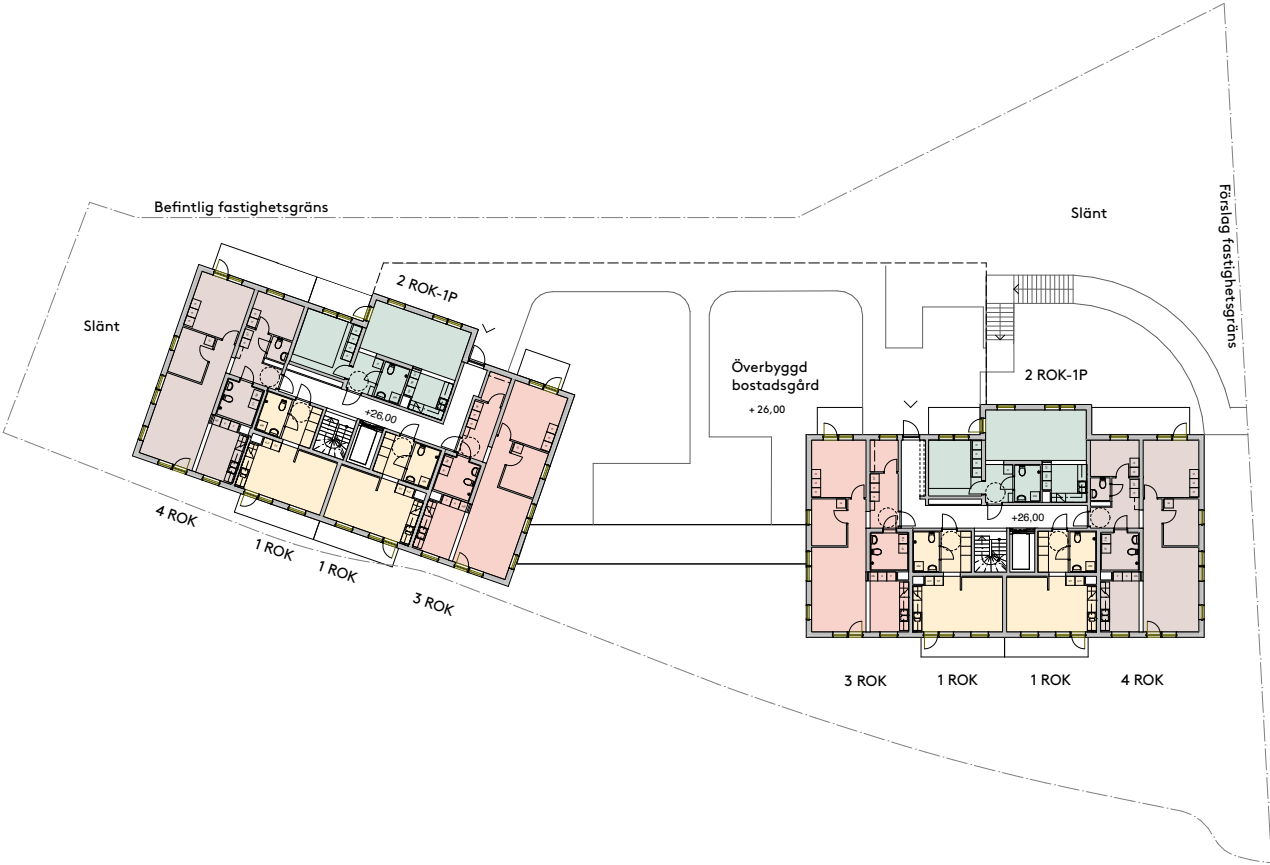 Befintlig fastighetsgräns
Förslag fastighetsgräns
Slänt
Slänt
2 ROK-1P
+26,00
4 ROK
1 ROK
1 ROK
3 ROK
Överbyggd
bostadsgård
+ 26,00
2 ROK-1P
+26,00
3 ROK
1 ROK
1 ROK
4 ROK